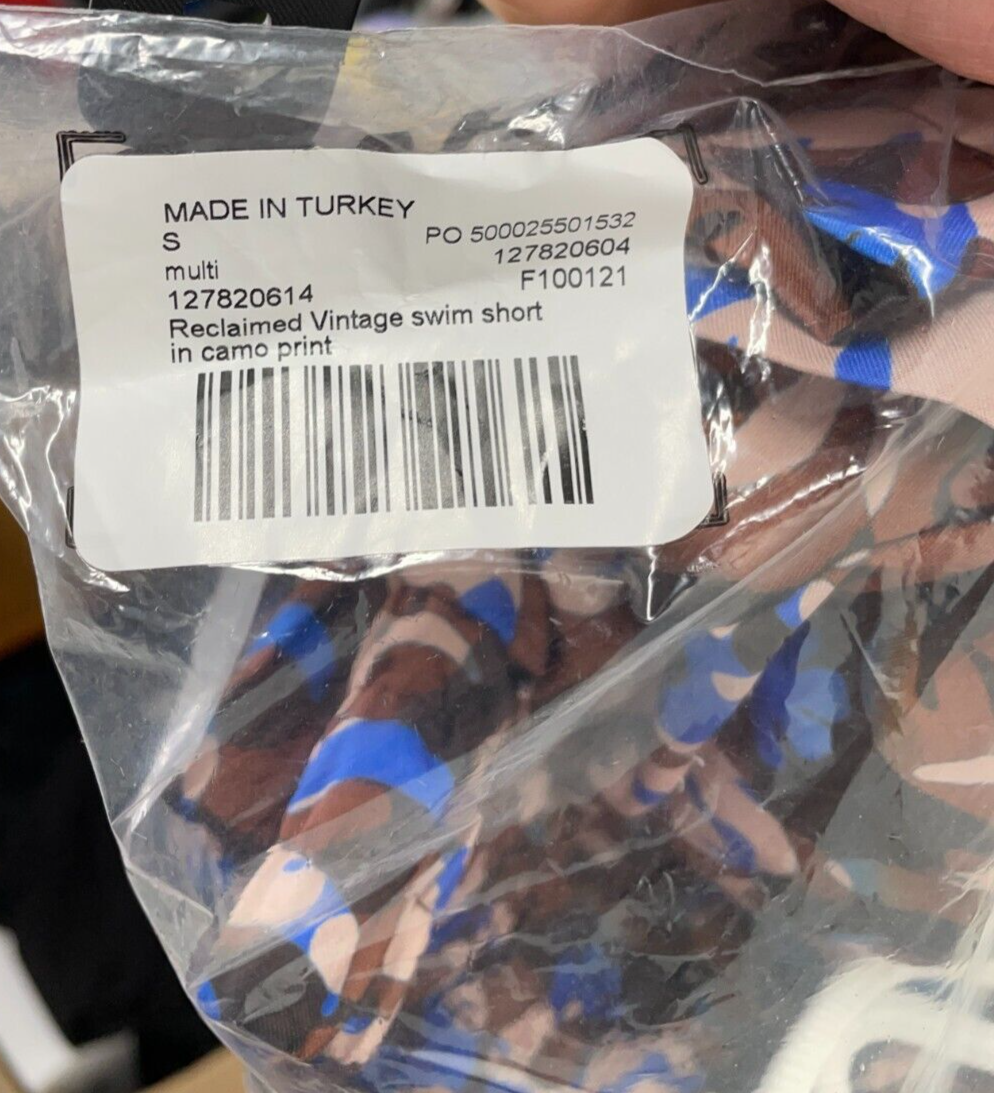 MADE IN TURKEY
S
multi
127820614
PO 500025501532
127820604
F100121
Reclaimed Vintage swim short
in camo print